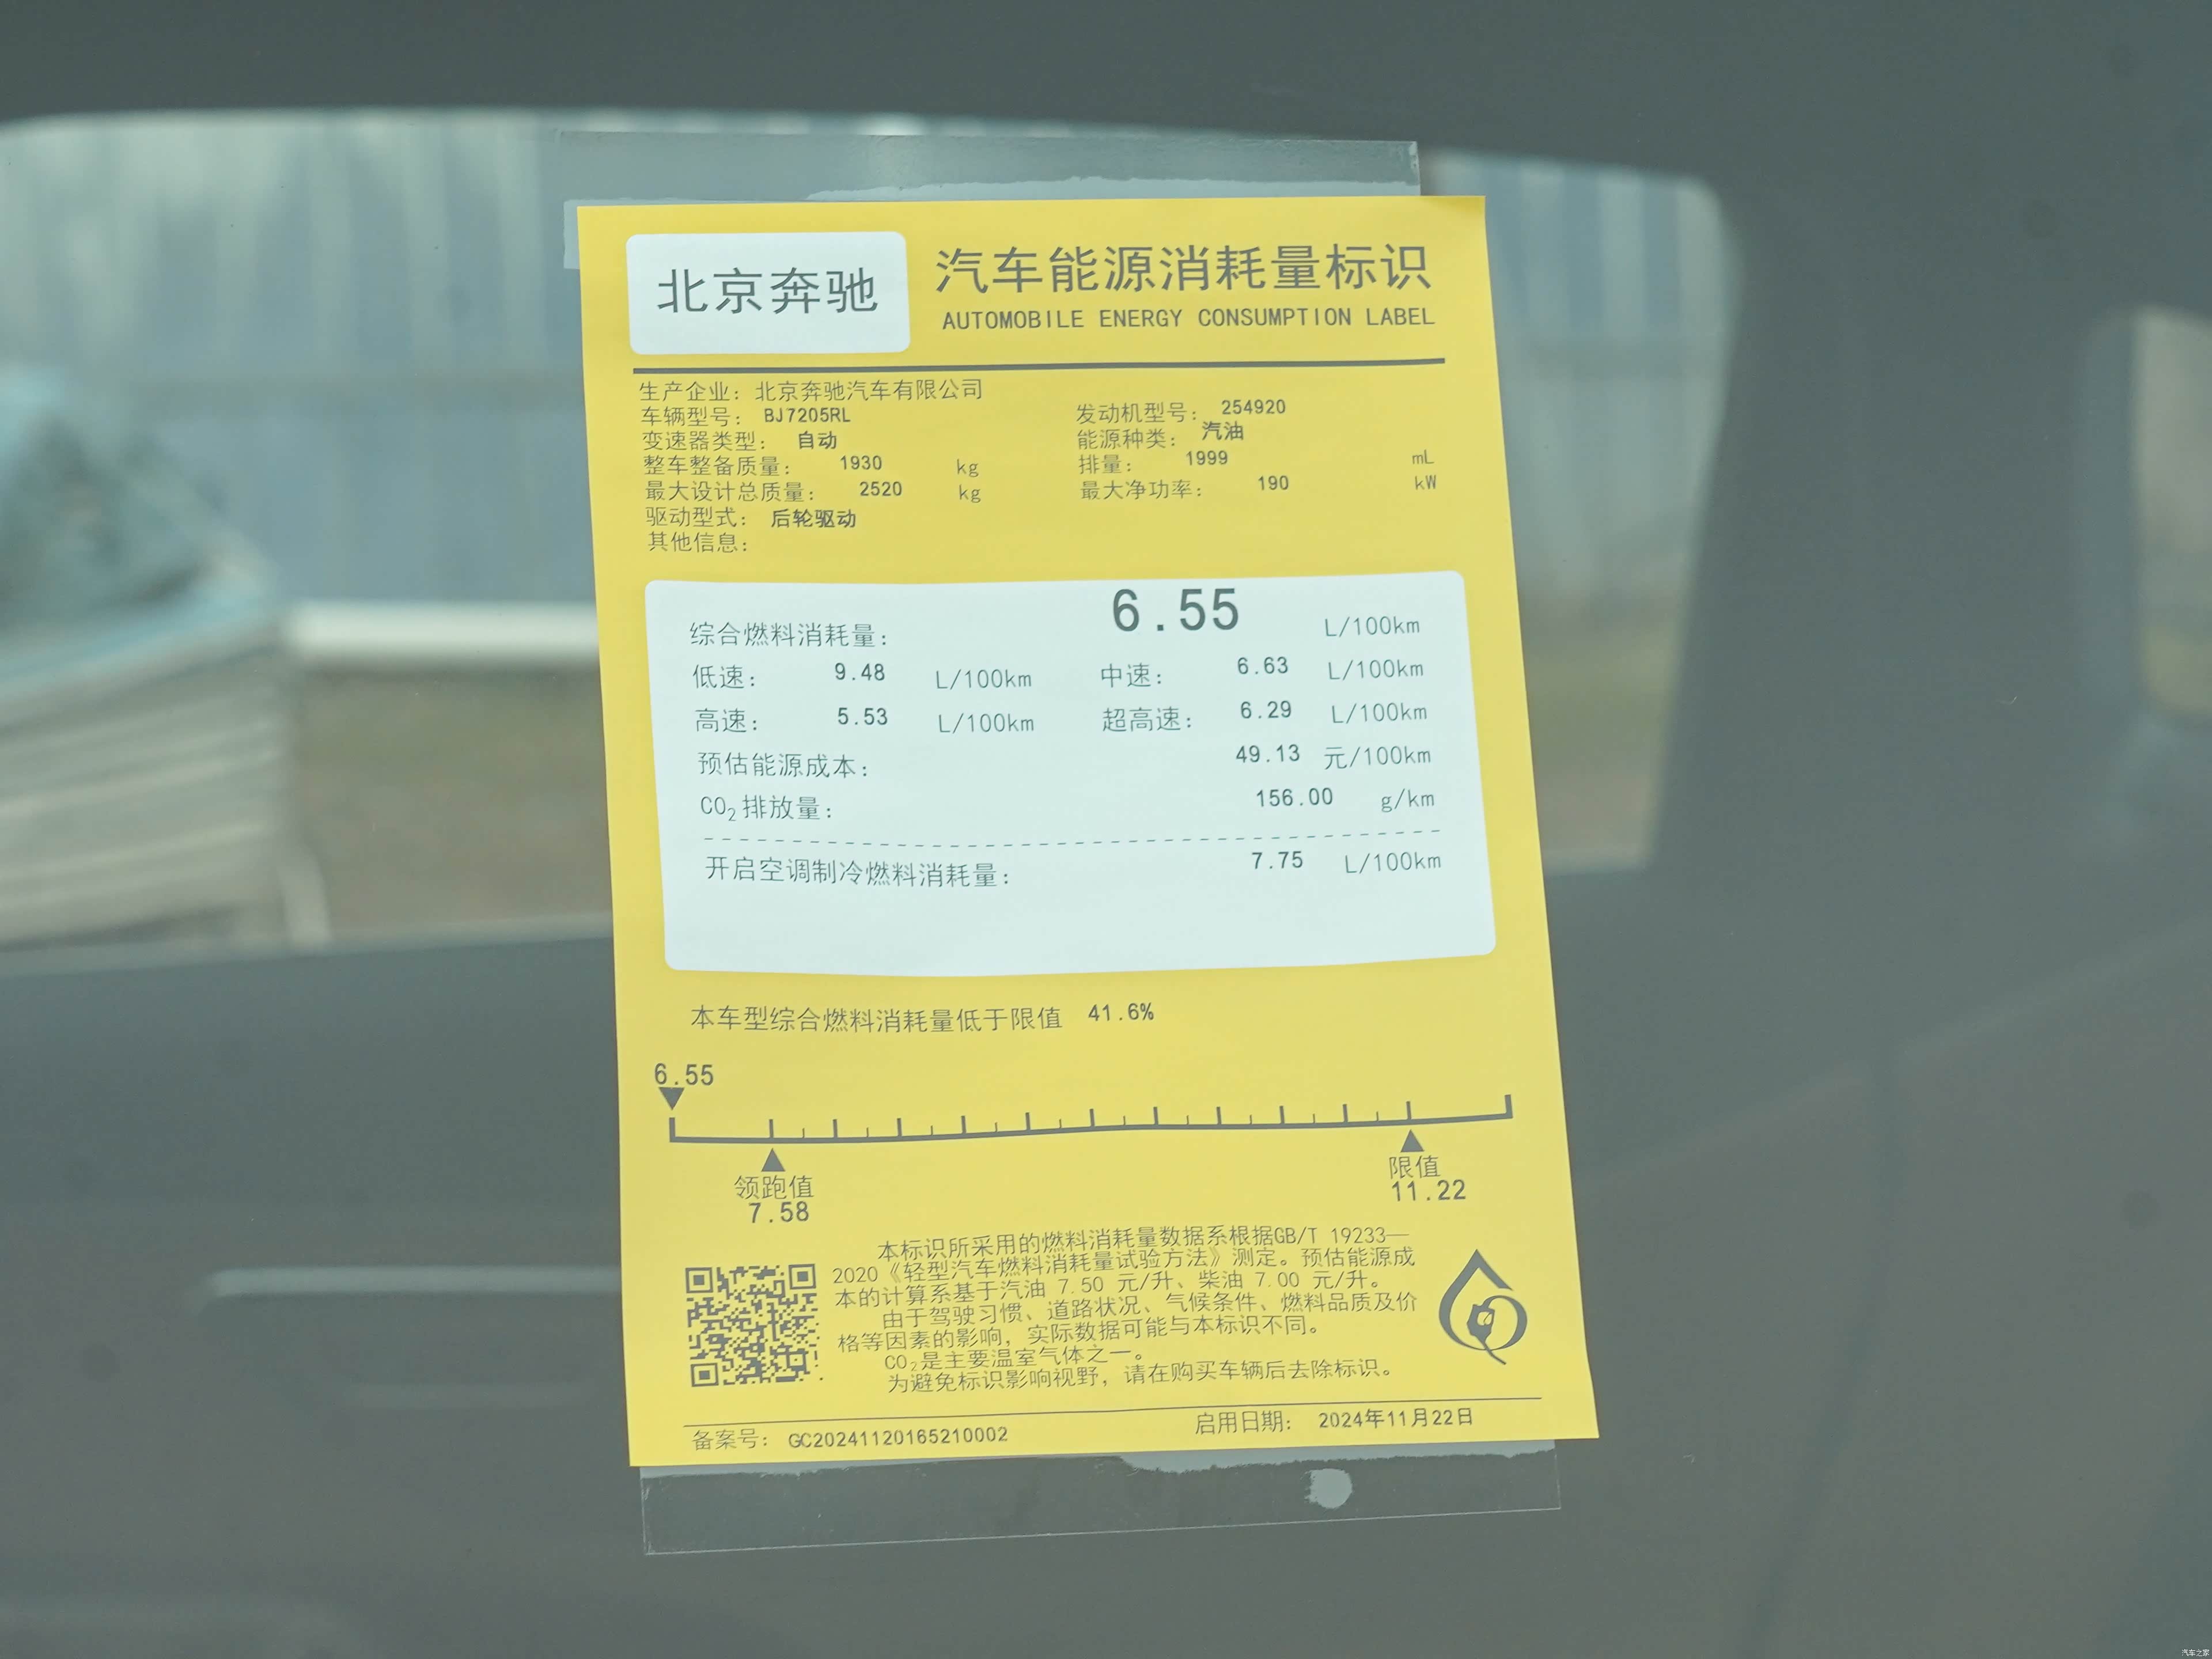 北京奔驰
汽车能源消耗量标识
AUTOMOBILE ENERGY CONSUMPTION LABEL
生产企业：北京奔驰汽车有限公司
车辆型号： BJ7205RL 发动机型号： 254920
变速器类型： 自动 能源种类： 汽油
整车整备质量： 1930 kg 排量： 1999 mL
最大设计总质量： 2520 kg 最大净功率： 190 kW
驱动型式： 后轮驱动
其他信息：
综合燃料消耗量： 6.55 L/100km
低速： 9.48 L/100km 中速： 6.63 L/100km
高速： 5.53 L/100km 超高速： 6.29 L/100km
预估能源成本： 49.13 元/100km
CO₂排放量： 156.00 g/km
开启空调制冷燃料消耗量： 7.75 L/100km
本车型综合燃料消耗量低于限值 41.6%
6.55
领跑值 限值
7.58 11.22
本标识所采用的燃料消耗量数据系根据GB/T 19233—
2020《轻型汽车燃料消耗量试验方法》测定。预估能源成
本的计算系基于汽油 7.50 元/升、柴油 7.00 元/升。
由于驾驶习惯、道路状况、气候条件、燃料品质及价
格等因素的影响，实际数据可能与本标识不同。
CO₂是主要温室气体之一。
为避免标识影响视野，请在购买车辆后去除标识。
备案号： GC20241120165210002 启用日期： 2024年11月22日
汽车之家